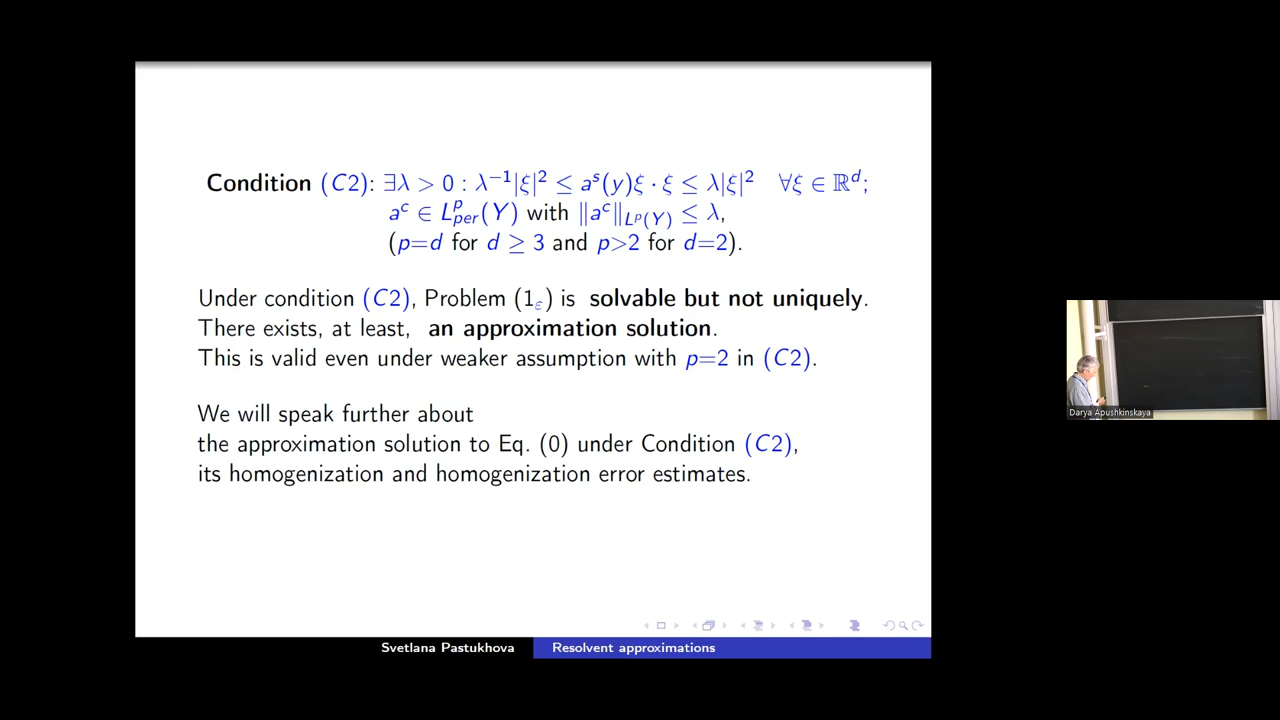 Condition (C2): ∃λ > 0 : λ⁻¹|ξ|² ≤ aˢ(y)ξ · ξ ≤ λ|ξ|² ∀ξ ∈ ℝᵈ;
aᶜ ∈ Lᵖ_per(Y) with ‖aᶜ‖_Lᵖ(Y) ≤ λ,
(p=d for d ≥ 3 and p>2 for d=2).
Under condition (C2), Problem (1_ε) is solvable but not uniquely.
There exists, at least, an approximation solution.
This is valid even under weaker assumption with p=2 in (C2).
We will speak further about
the approximation solution to Eq. (0) under Condition (C2),
its homogenization and homogenization error estimates.
Svetlana Pastukhova
Resolvent approximations
Darya Apushkinskaya